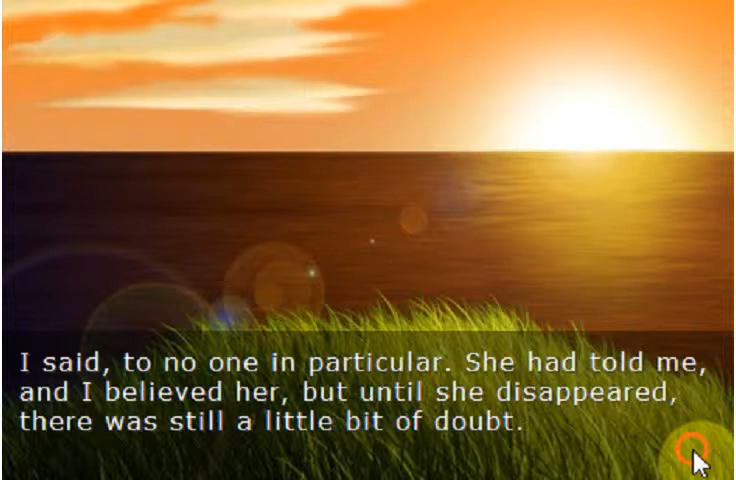 I said, to no one in particular. She had told me,
and I believed her, but until she disappeared,
there was still a little bit of doubt.